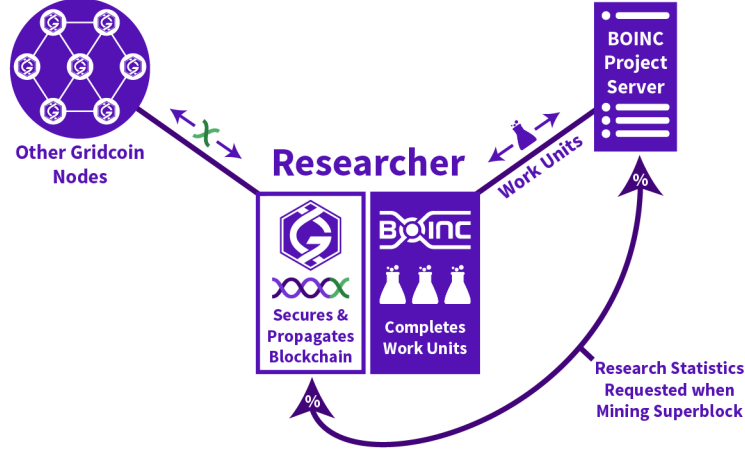 Other Gridcoin
Nodes
Researcher
BOINC
Project
Server
Work Units
G
Secures &
Propagates
Blockchain
BOINC
Completes
Work Units
%
%
Research Statistics
Requested when
Mining Superblock